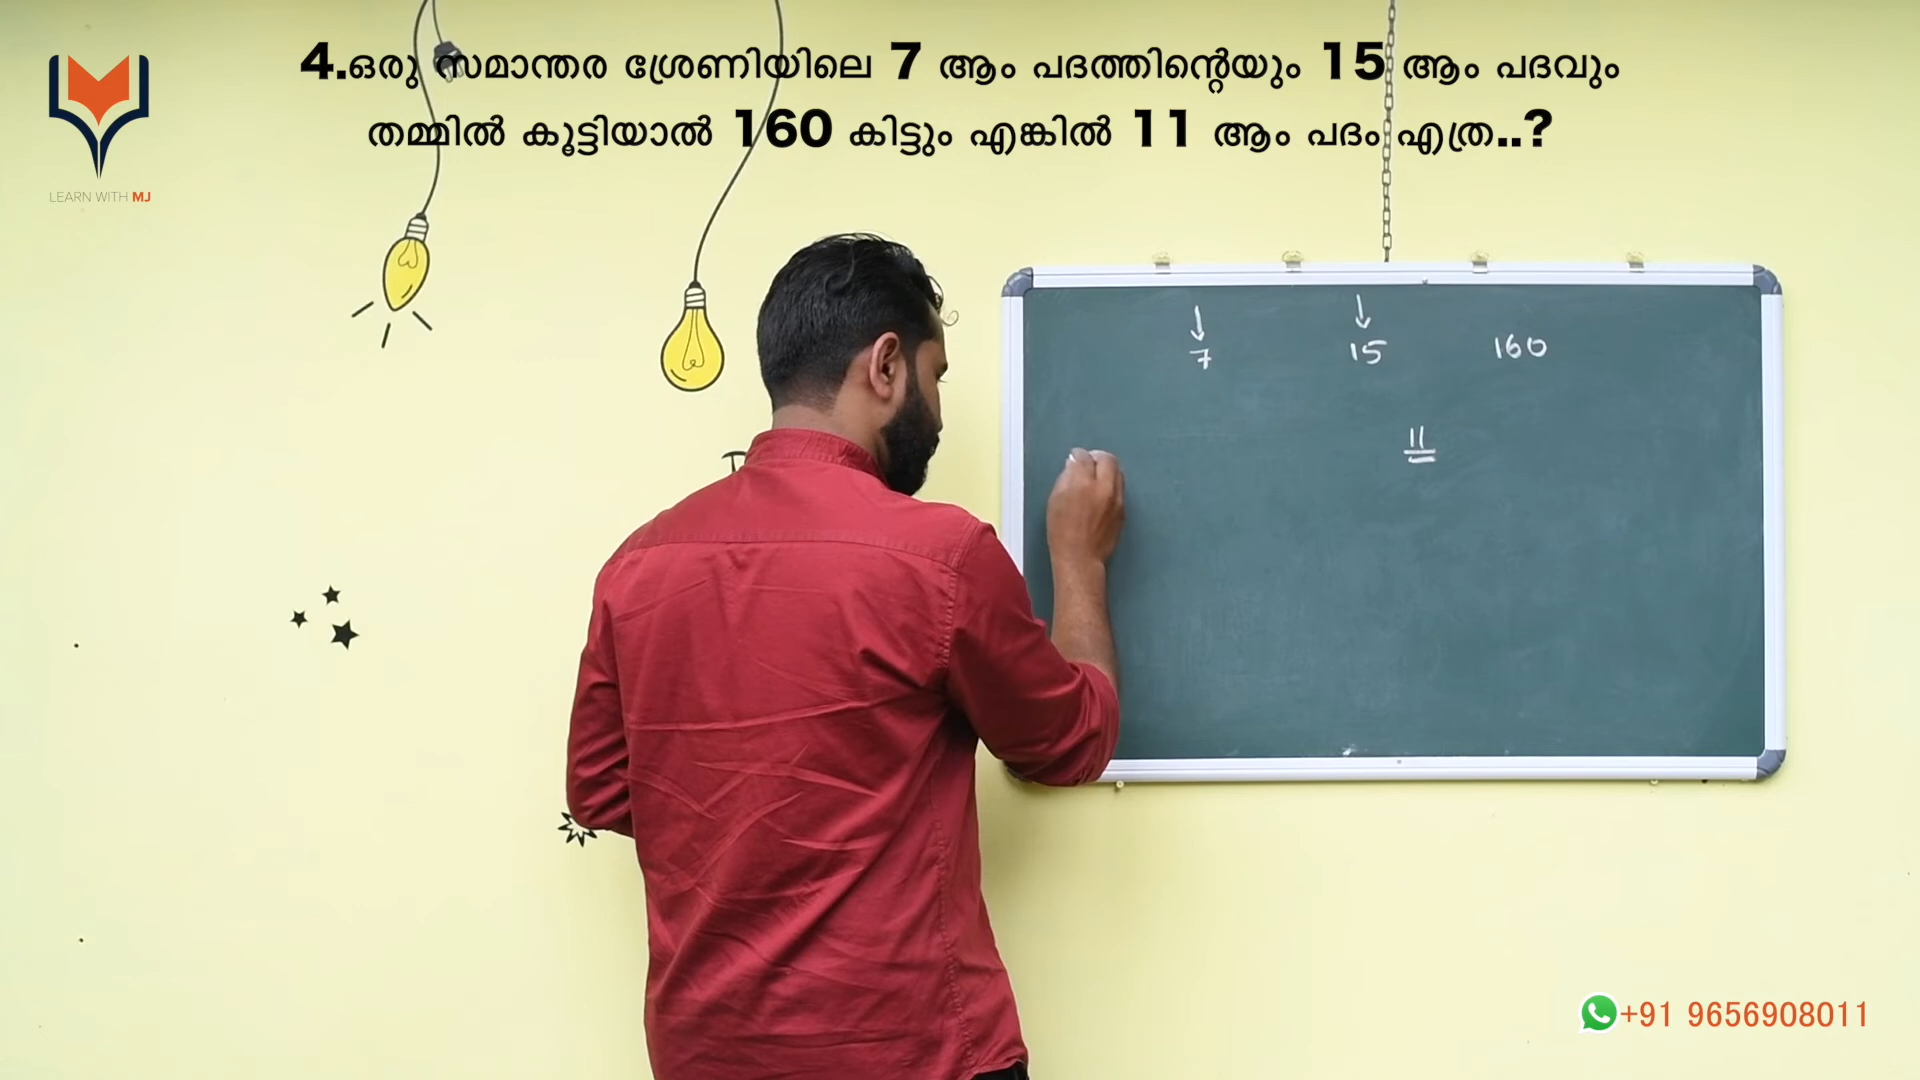 4.ഒരു സമാന്തര ശ്രേണിയിലെ 7 ആം പദത്തിന്റെയും 15 ആം പദവും
തമ്മിൽ കൂട്ടിയാൽ 160 കിട്ടും എങ്കിൽ 11 ആം പദം എത്ര..?
LEARN WITH MJ
7 15 160
11
+91 9656908011